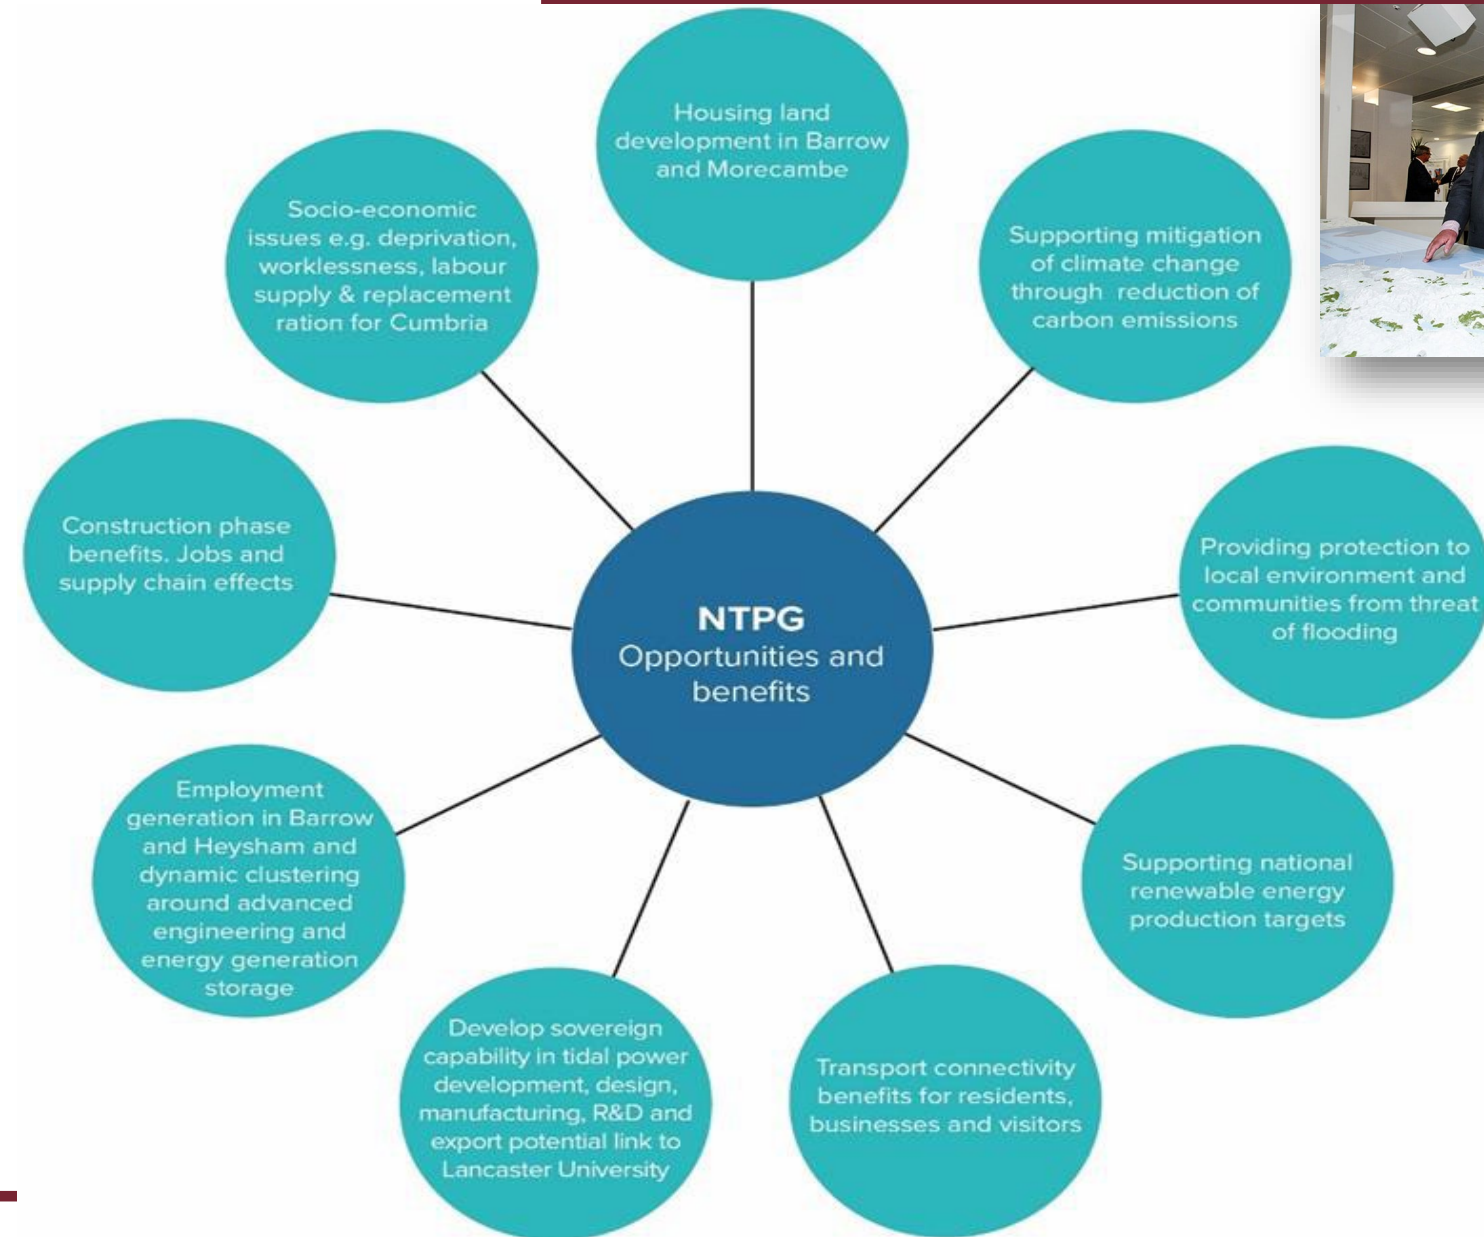 Housing land
development in Barrow
and Morecambe
Supporting mitigation
of climate change
through reduction of
carbon emissions
Providing protection to
local environment and
communities from threat
of flooding
Supporting national
renewable energy
production targets
Transport connectivity
benefits for residents,
businesses and visitors
Develop sovereign
capability in tidal power
development, design,
manufacturing, R&D and
export potential link to
Lancaster University
Employment
generation in Barrow
and Heysham and
dynamic clustering
around advanced
engineering and
energy generation
storage
Construction phase
benefits. Jobs and
supply chain effects
Socio-economic
issues e.g. deprivation,
worklessness, labour
supply & replacement
ration for Cumbria
NTPG
Opportunities and
benefits